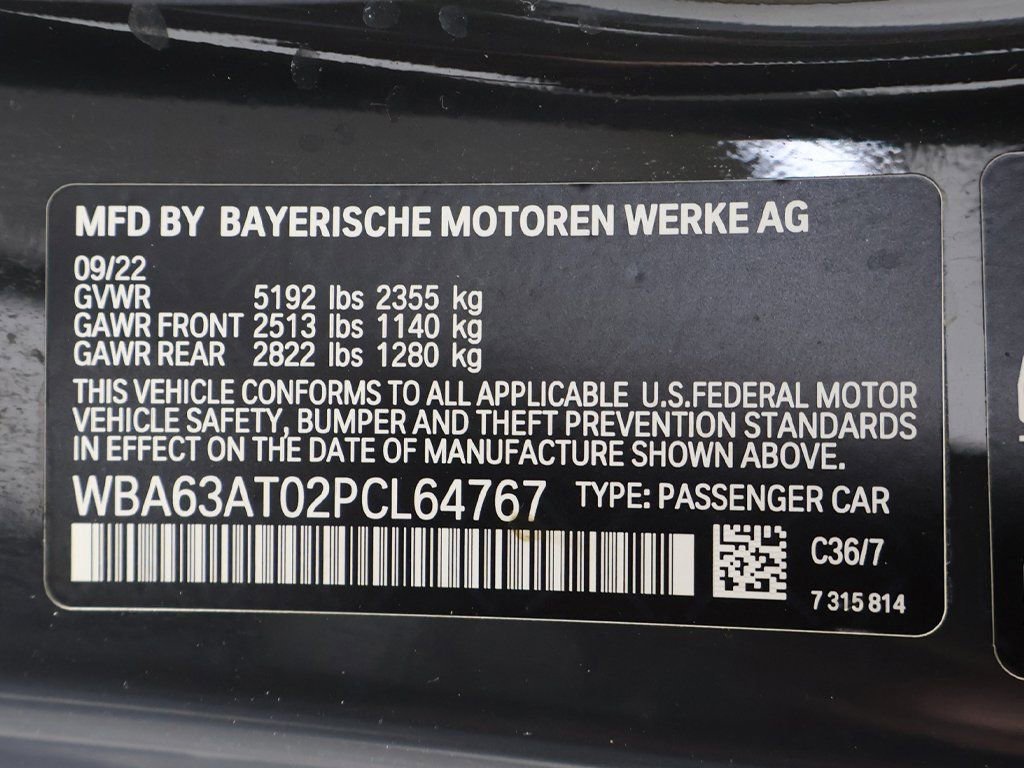 MFD BY BAYERISCHE MOTOREN WERKE AG
09/22
GVWR 5192 lbs 2355 kg
GAWR FRONT 2513 lbs 1140 kg
GAWR REAR 2822 lbs 1280 kg
THIS VEHICLE CONFORMS TO ALL APPLICABLE U.S.FEDERAL MOTOR
VEHICLE SAFETY, BUMPER AND THEFT PREVENTION STANDARDS
IN EFFECT ON THE DATE OF MANUFACTURE SHOWN ABOVE.
WBA63AT02PCL64767 TYPE: PASSENGER CAR
C36/7
7 315 814